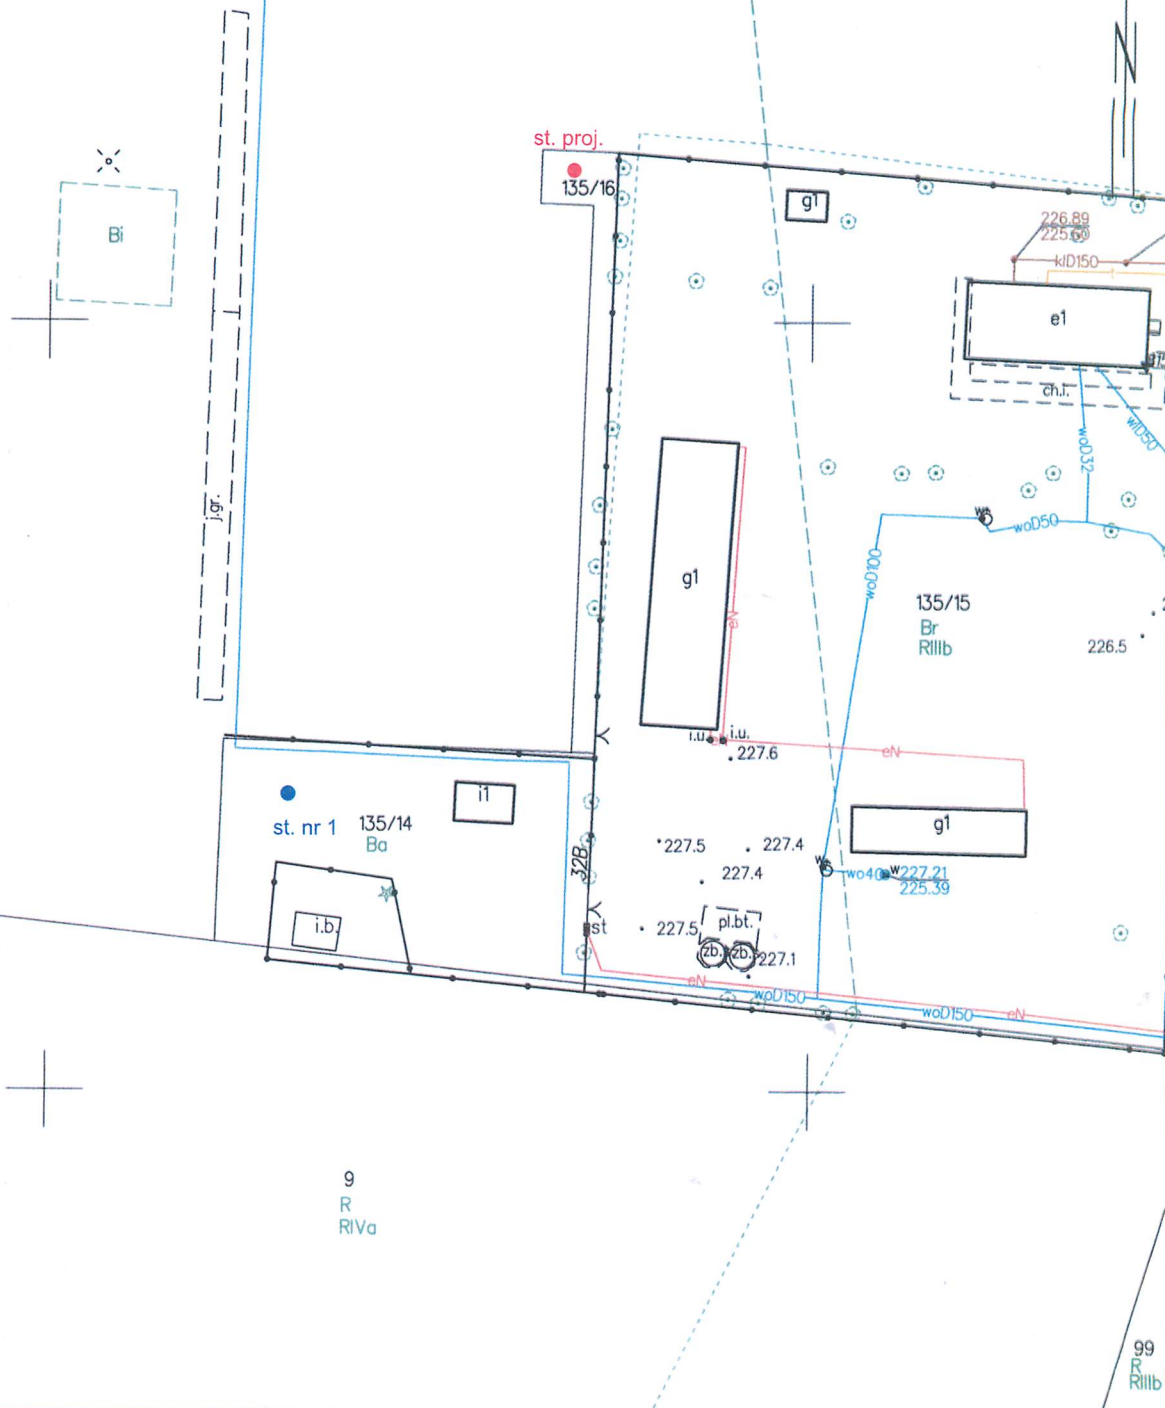 N
st. proj.
135/16
Bi
g1
226.89
225.60
klD150
t
e1
ch.i.
woD32
wlD50
j.gr.
woD50
woD100
g1
eN
135/15
Br
RIIIb
226.5
i.u.
i.u.
227.6
eN
i1
st. nr 1
135/14
Ba
g1
227.5
227.4
32B
227.4
wo40
w
227.21
225.39
i.b.
st
227.5
pl.bt.
zb.
zb.
227.1
eN
woD150
woD150
eN
9
R
RIVa
99
R
RIIIb